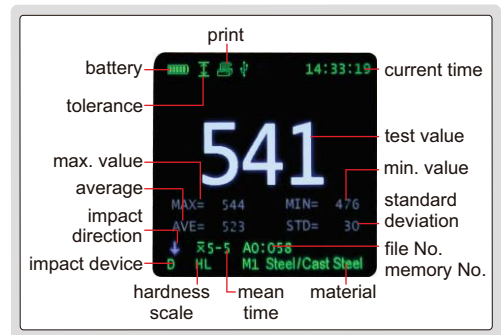 print
battery
14:33:19
current time
tolerance
541
test value
max. value
min. value
average
MAX= 544 MIN= 476
standard
deviation
impact
direction
AVE= 523 STD= 30
x̅5-5 A0:058
file No.
memory No.
impact device
D HL M1 Steel/Cast Steel
hardness
scale
mean
time
material